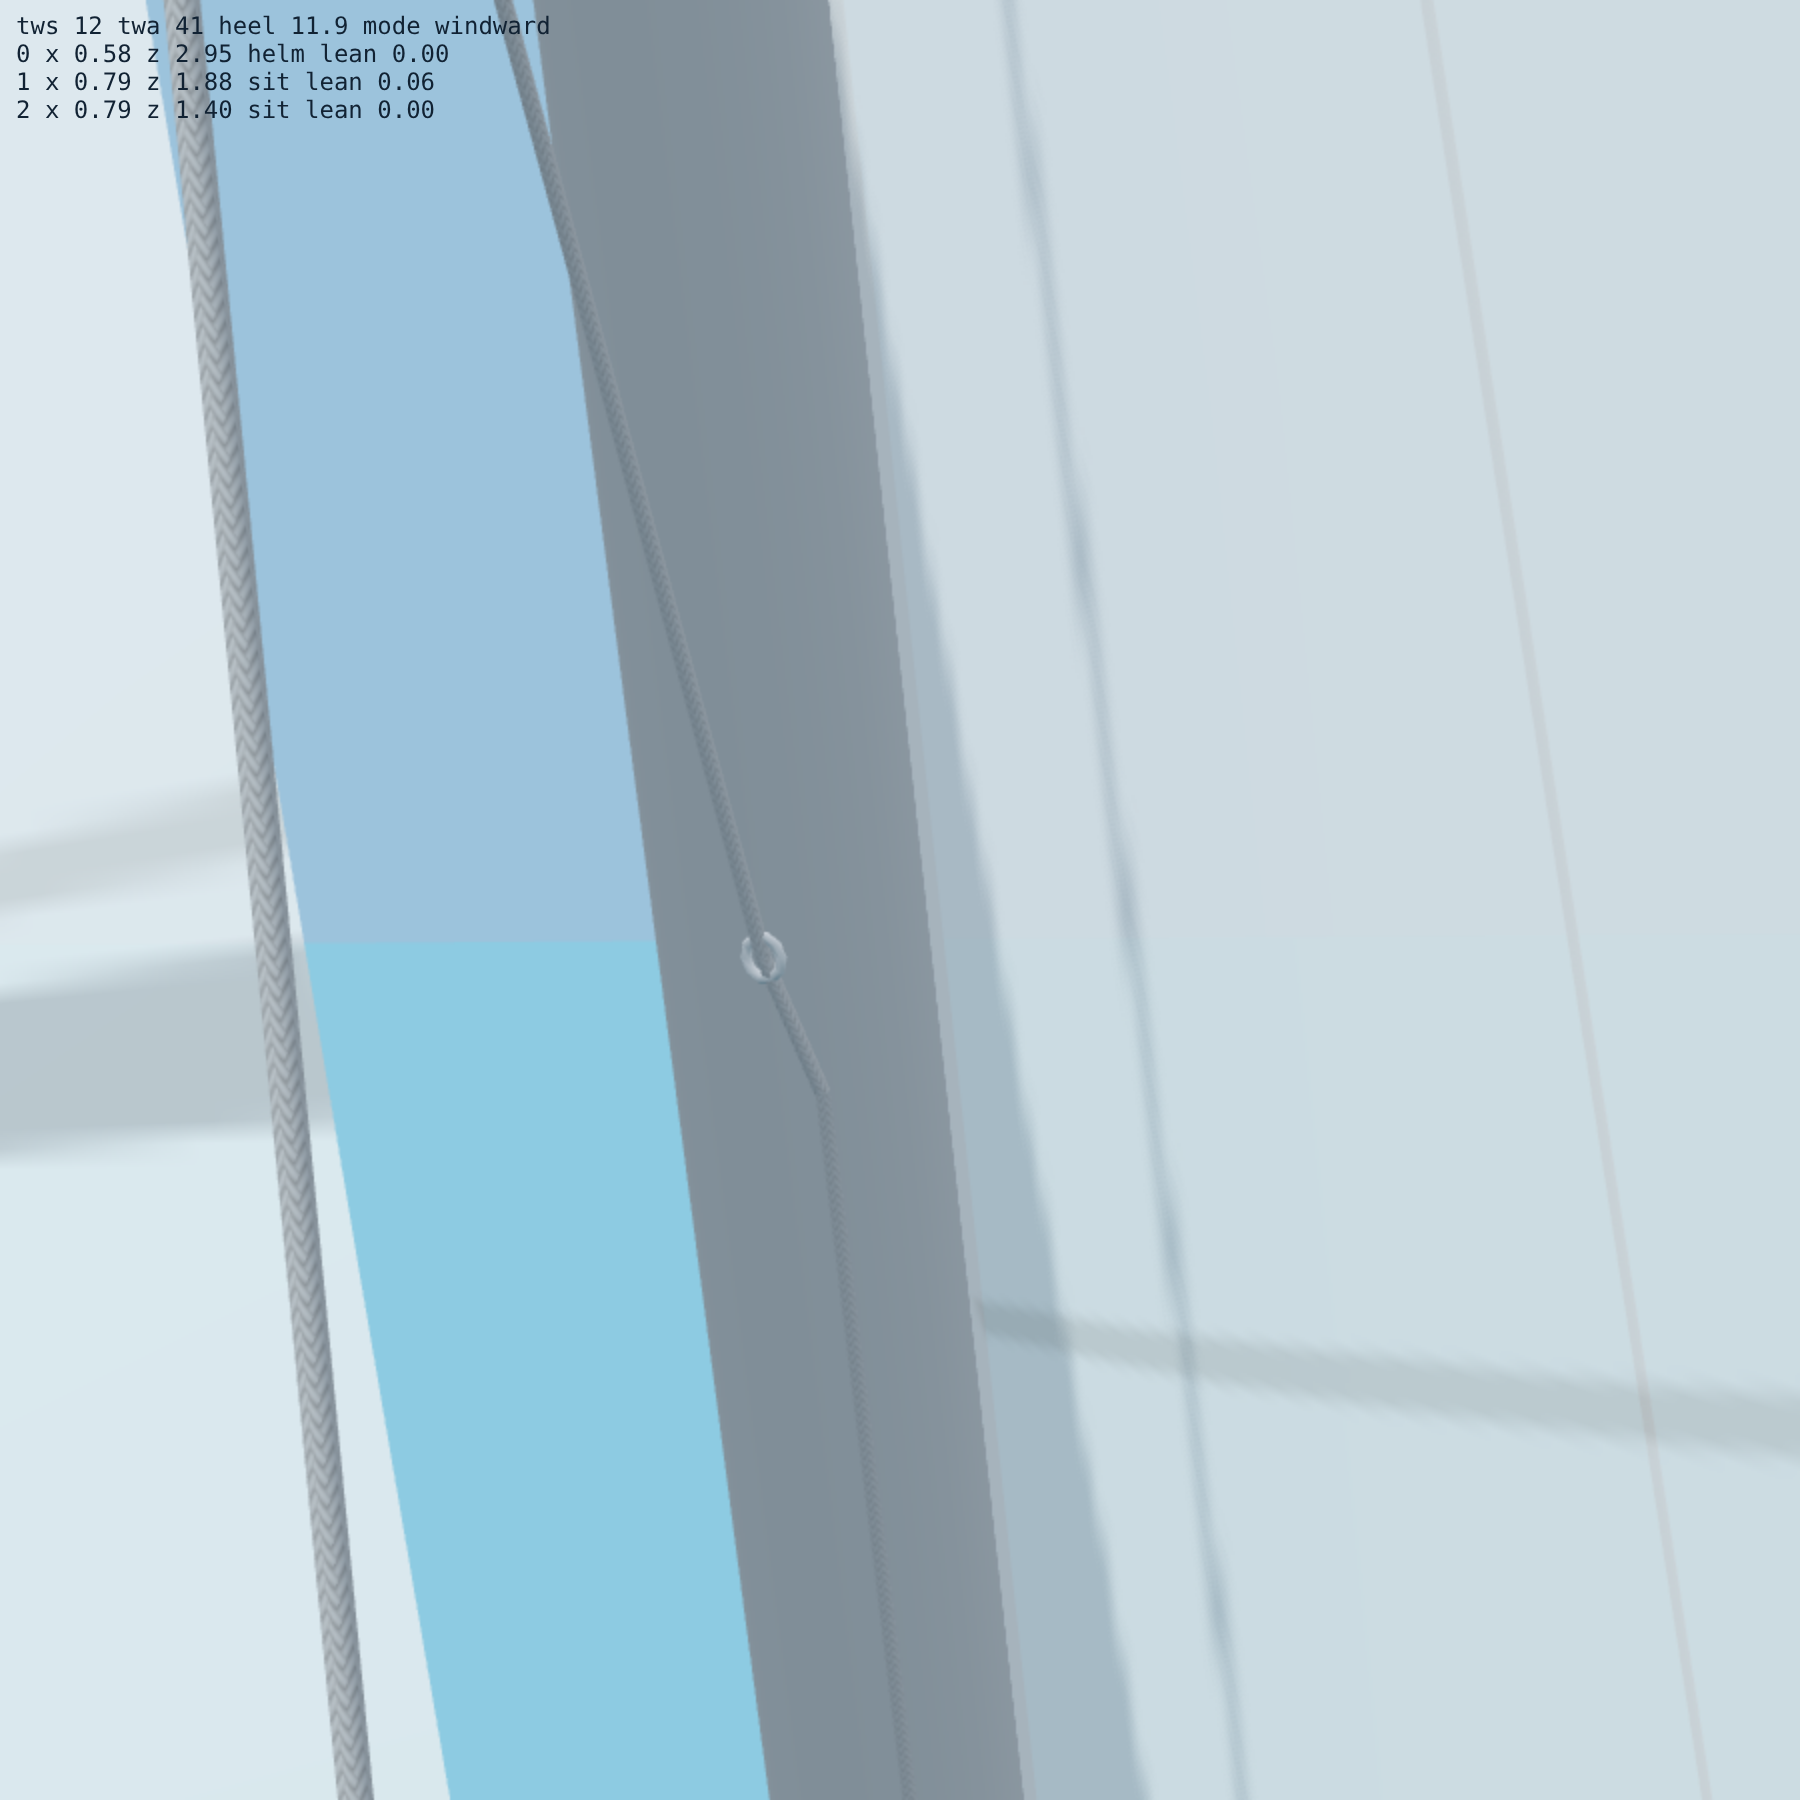 tws 12 twa 41 heel 11.9 mode windward
0 x 0.58 z 2.95 helm lean 0.00
1 x 0.79 z 1.88 sit lean 0.06
2 x 0.79 z 1.40 sit lean 0.00